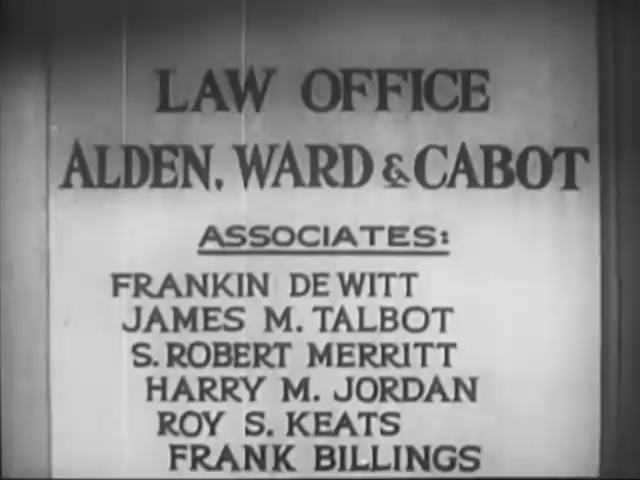 LAW OFFICE
ALDEN, WARD & CABOT
ASSOCIATES:
FRANKIN DE WITT
JAMES M. TALBOT
S. ROBERT MERRITT
HARRY M. JORDAN
ROY S. KEATS
FRANK BILLINGS